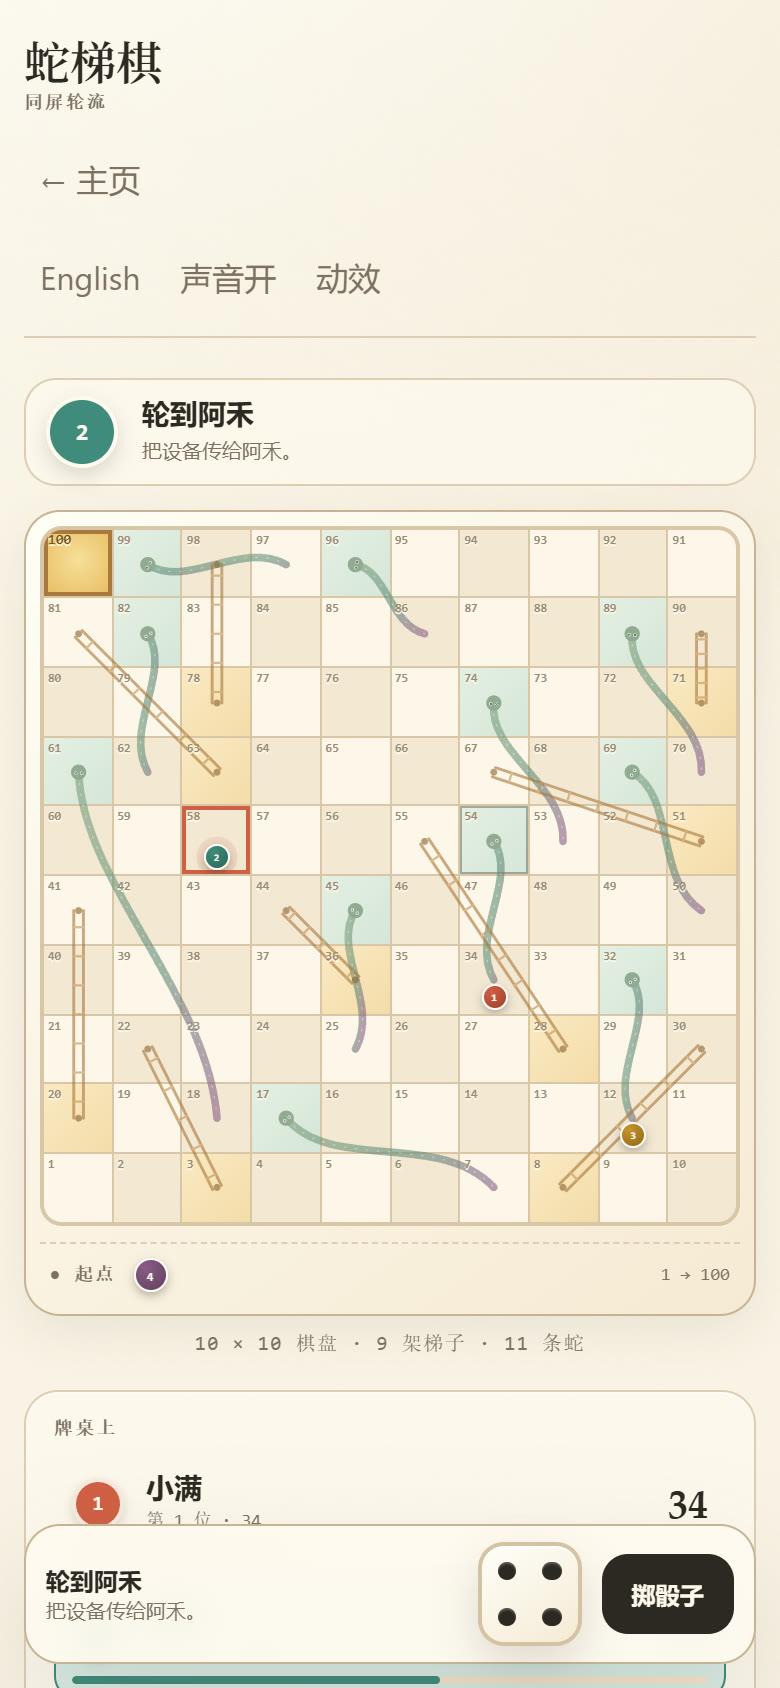 蛇梯棋
同屏轮流
← 主页
English 声音开 动效
2 轮到阿禾
把设备传给阿禾。
100 99 98 97 96 95 94 93 92 91
81 82 83 84 85 86 87 88 89 90
80 79 78 77 76 75 74 73 72 71
61 62 63 64 65 66 67 68 69 70
60 59 58 57 56 55 54 53 52 51
2
41 42 43 44 45 46 47 48 49 50
40 39 38 37 36 35 34 33 32 31
1
21 22 23 24 25 26 27 28 29 30
20 19 18 17 16 15 14 13 12 11
3
1 2 3 4 5 6 7 8 9 10
• 起点 4 1 → 100
10 × 10 棋盘 · 9 架梯子 · 11 条蛇
牌桌上
1 小满 34
第 1 位 · 34
轮到阿禾
把设备传给阿禾。
掷骰子